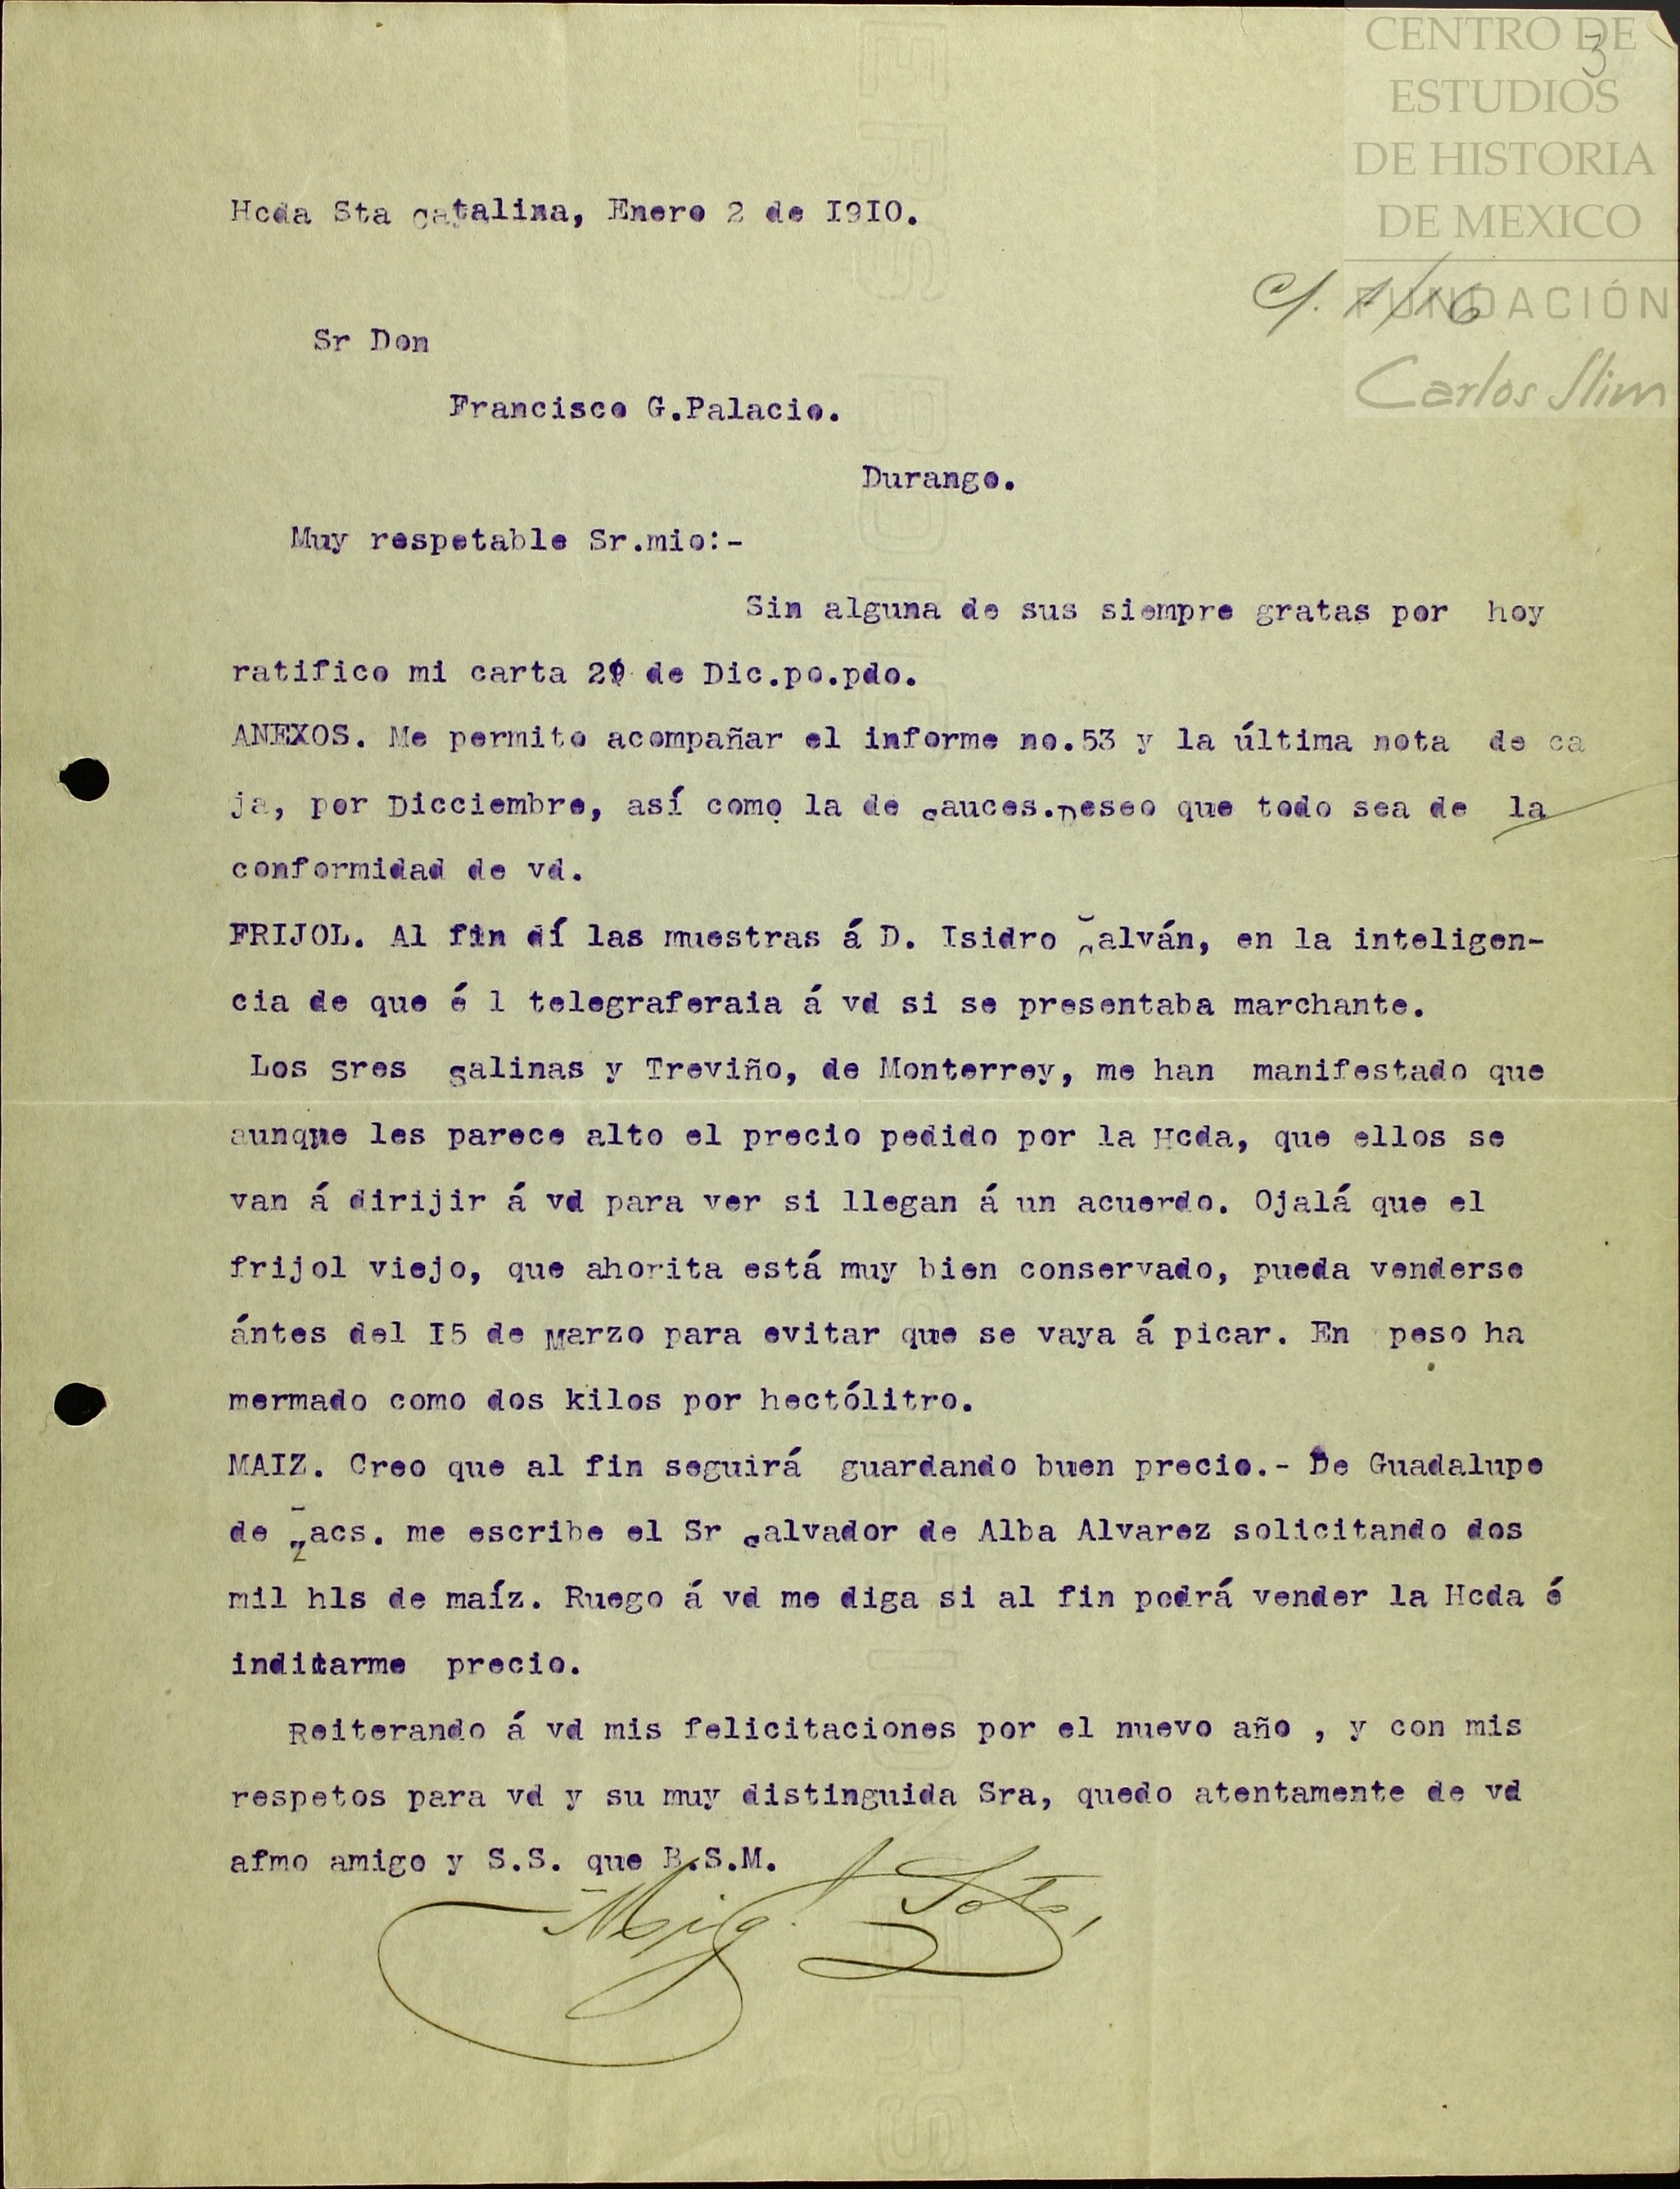 CENTRO DE
ESTUDIOS
DE HISTORIA
DE MEXICO
FUNDACIÓN
Carlos Slim
3
Hcda Sta Catalina, Enero 2 de I9I0.
c/. 1/16
Sr Don
Francisco G.Palacio.
Durango.
Muy respetable Sr.mio:-
Sin alguna de sus siempre gratas por hoy
ratifico mi carta de Dic.po.pdo.
ANEXOS. Me permito acompañar el informe no.53 y la última nota de ca
ja, por Dicciembre, así como la de sauces.Deseo que todo sea de la
conformidad de vd.
FRIJOL. Al fin dí las muestras á D. Isidro Galván, en la inteligen-
cia de que é l telegraferaia á vd si se presentaba marchante.
Los Sres Salinas y Treviño, de Monterrey, me han manifestado que
aunque les parece alto el precio pedido por la Hcda, que ellos se
van á dirijir á vd para ver si llegan á un acuerdo. Ojalá que el
frijol viejo, que ahorita está muy bien conservado, pueda venderse
ántes del I5 de Marzo para evitar que se vaya á picar. En peso ha
mermado como dos kilos por hectólitro.
MAIZ. Creo que al fin seguirá guardando buen precio.- De Guadalupe
de Zacs. me escribe el Sr Salvador de Alba Alvarez solicitando dos
mil hls de maíz. Ruego á vd me diga si al fin podrá vender la Hcda é
indicarme precio.
Reiterando á vd mis felicitaciones por el nuevo año , y con mis
respetos para vd y su muy distinguida Sra, quedo atentamente de vd
afmo amigo y S.S. que B.S.M.